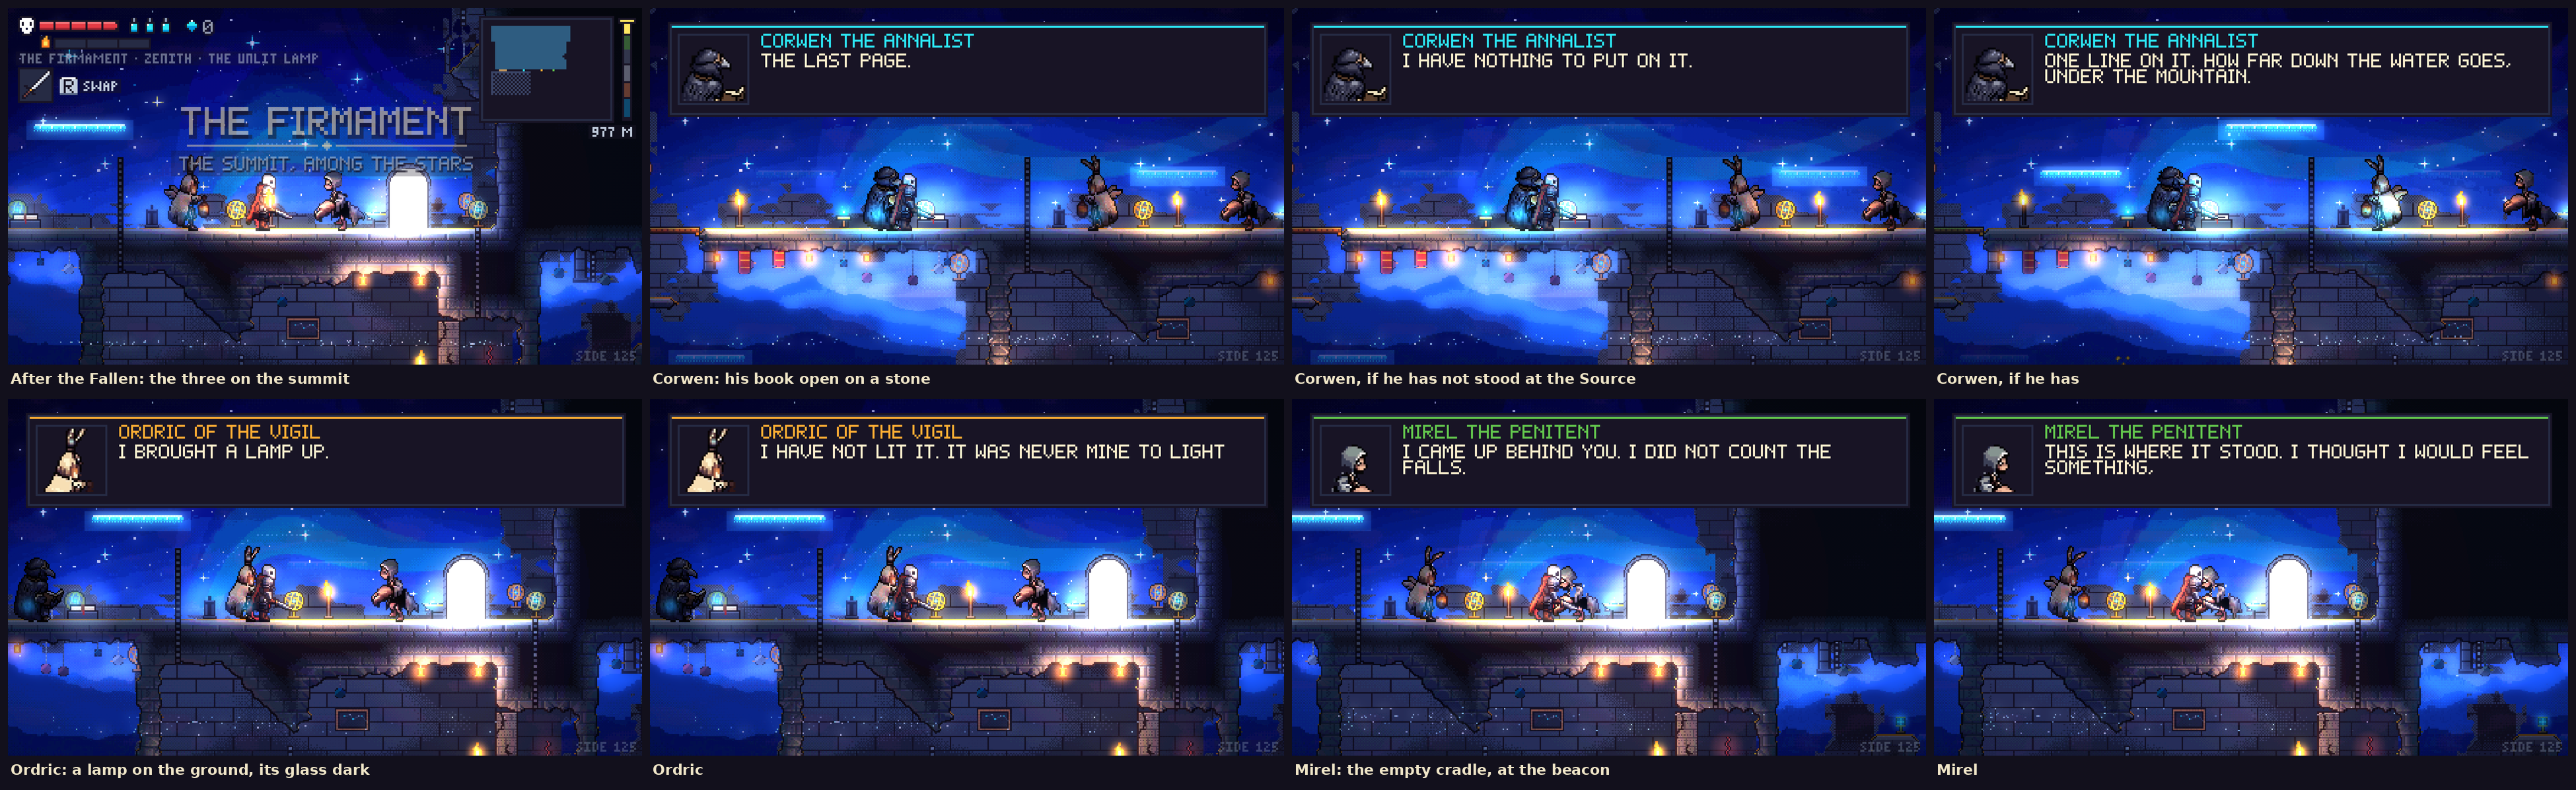 0
THE FIRMAMENT · ZENITH · THE UNLIT LAMP
R SWAP
THE FIRMAMENT
THE SUMMIT, AMONG THE STARS
977 M
SIDE 125
After the Fallen: the three on the summit
CORWEN THE ANNALIST
THE LAST PAGE.
SIDE 125
Corwen: his book open on a stone
CORWEN THE ANNALIST
I HAVE NOTHING TO PUT ON IT.
SIDE 125
Corwen, if he has not stood at the Source
CORWEN THE ANNALIST
ONE LINE ON IT. HOW FAR DOWN THE WATER GOES,
UNDER THE MOUNTAIN.
SIDE 125
Corwen, if he has
ORDRIC OF THE VIGIL
I BROUGHT A LAMP UP.
SIDE 125
Ordric: a lamp on the ground, its glass dark
ORDRIC OF THE VIGIL
I HAVE NOT LIT IT. IT WAS NEVER MINE TO LIGHT
SIDE 125
Ordric
MIREL THE PENITENT
I CAME UP BEHIND YOU. I DID NOT COUNT THE
FALLS.
SIDE 125
Mirel: the empty cradle, at the beacon
MIREL THE PENITENT
THIS IS WHERE IT STOOD. I THOUGHT I WOULD FEEL
SOMETHING,
SIDE 125
Mirel